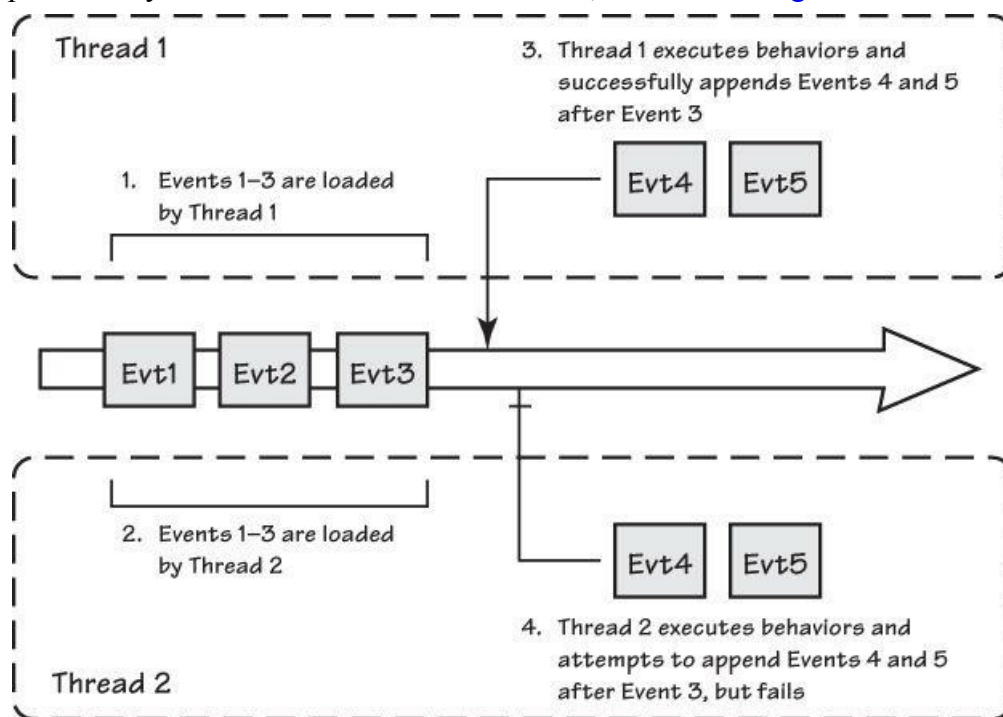 Thread 1
3. Thread 1 executes behaviors and
successfully appends Events 4 and 5
after Event 3
Evt4 Evt5
1. Events 1–3 are loaded
by Thread 1
Evt1 Evt2 Evt3
2. Events 1–3 are loaded
by Thread 2
Evt4 Evt5
4. Thread 2 executes behaviors and
attempts to append Events 4 and 5
after Event 3, but fails
Thread 2